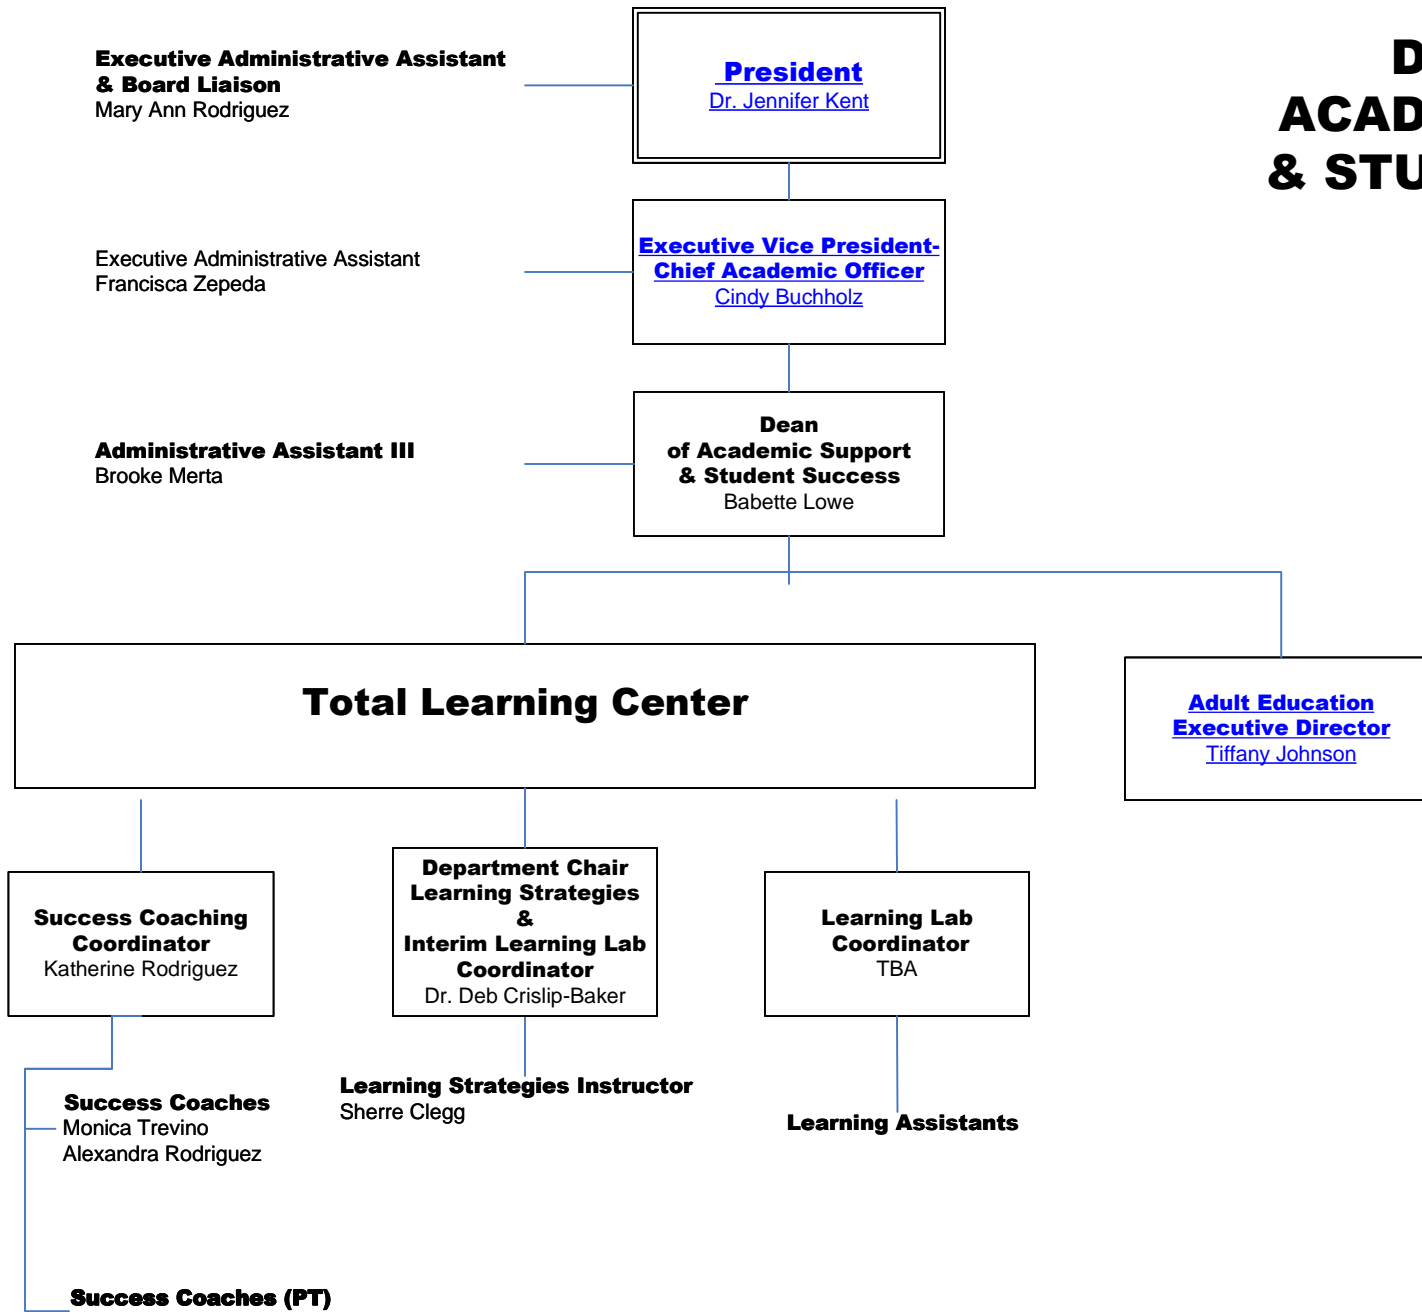 Executive Administrative Assistant
& Board Liaison
Mary Ann Rodriguez
President
Dr. Jennifer Kent
D
ACAD
& STU
Executive Administrative Assistant
Francisca Zepeda
Executive Vice President-
Chief Academic Officer
Cindy Buchholz
Administrative Assistant III
Brooke Merta
Dean
of Academic Support
& Student Success
Babette Lowe
Total Learning Center
Adult Education
Executive Director
Tiffany Johnson
Success Coaching
Coordinator
Katherine Rodriguez
Department Chair
Learning Strategies
&
Interim Learning Lab
Coordinator
Dr. Deb Crislip-Baker
Learning Lab
Coordinator
TBA
Success Coaches
Monica Trevino
Alexandra Rodriguez
Learning Strategies Instructor
Sherre Clegg
Learning Assistants
Success Coaches (PT)